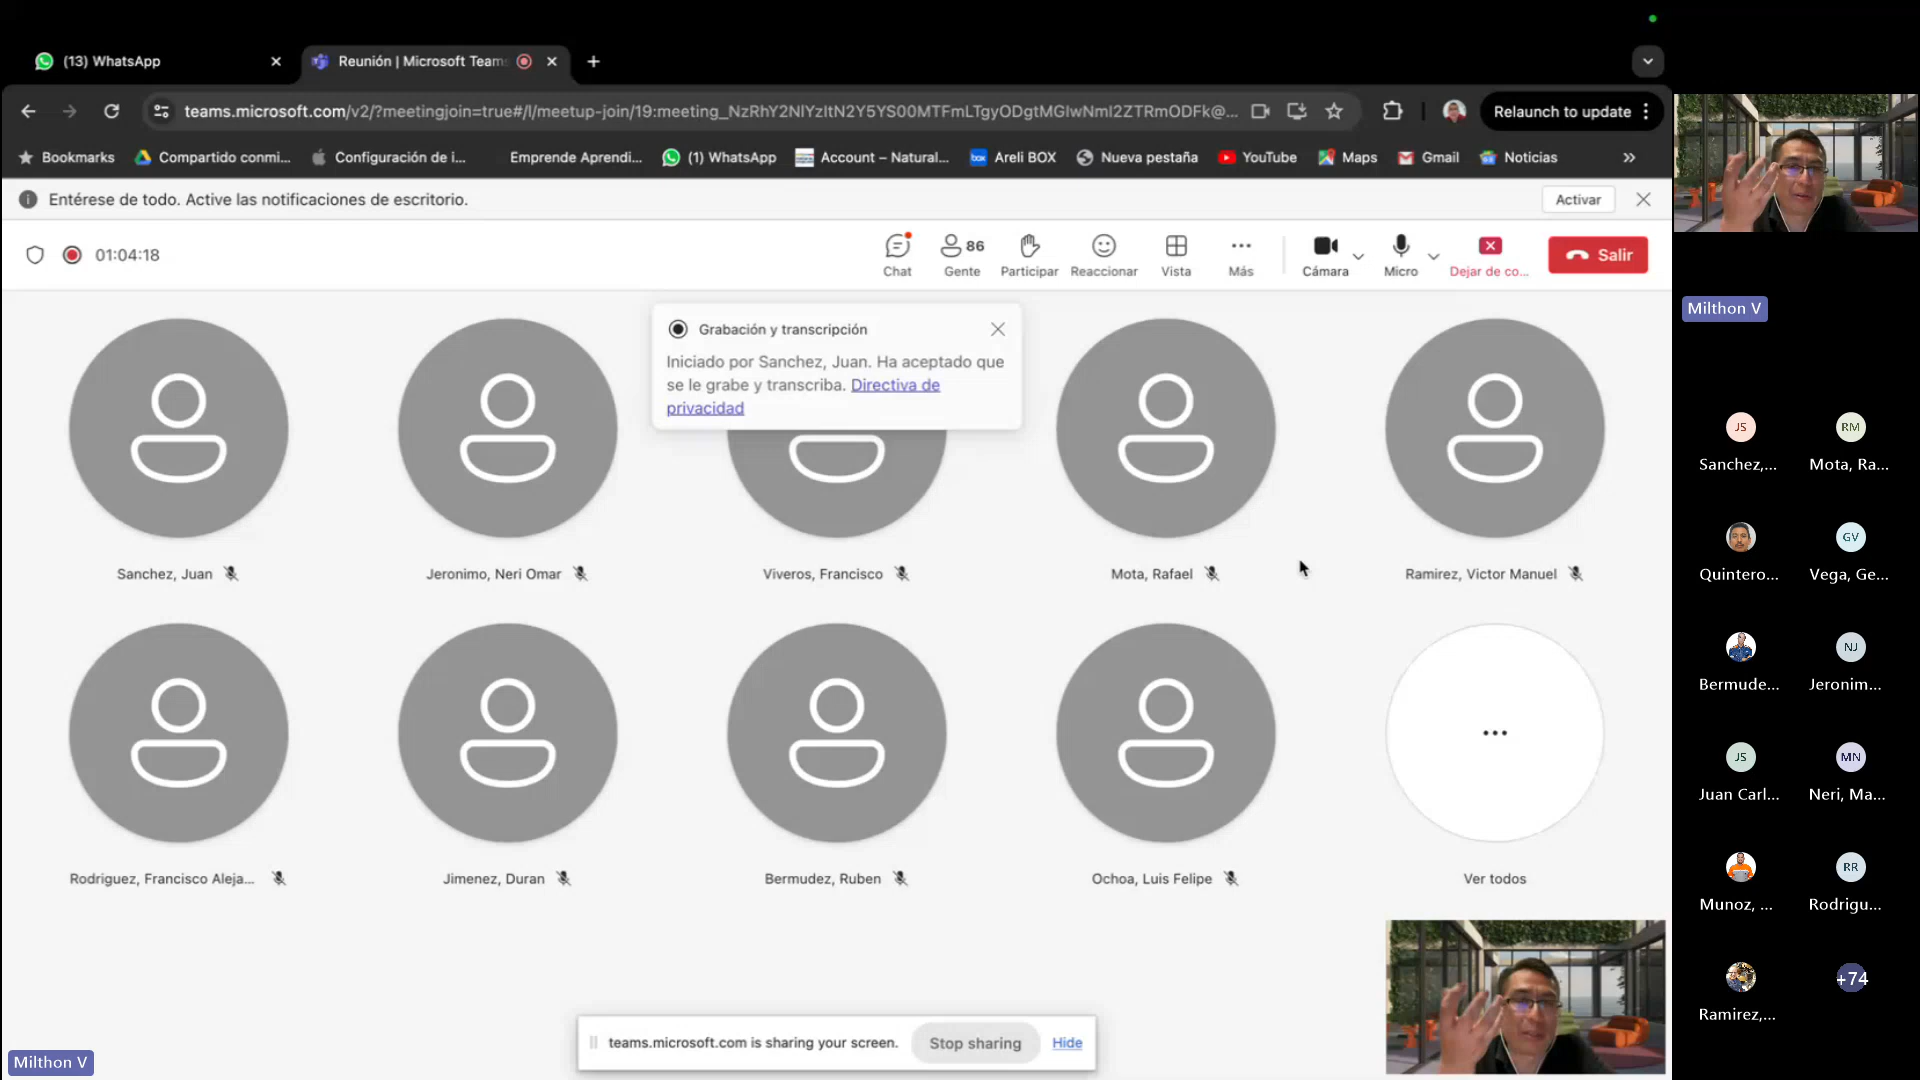 (13) WhatsApp
Reunión | Microsoft Teams
teams.microsoft.com/v2/?meetingjoin=true#/l/meetup-join/19:meeting_NzRhY2NlYzItN2Y5YS00MTFmLTgyODgtMGIwNmI2ZTRmODFk@...
Relaunch to update
Bookmarks
Compartido conmi...
Configuración de i...
Emprende Aprendi...
(1) WhatsApp
Account – Natural...
box
Areli BOX
Nueva pestaña
YouTube
Maps
Gmail
Noticias
»
Entérese de todo. Active las notificaciones de escritorio.
Activar
01:04:18
Chat
86
Gente
Participar
Reaccionar
Vista
Más
Cámara
Micro
Dejar de co...
Salir
Grabación y transcripción
Iniciado por Sanchez, Juan. Ha aceptado que
se le grabe y transcriba. Directiva de
privacidad
Sanchez, Juan
Jeronimo, Neri Omar
Viveros, Francisco
Mota, Rafael
Ramirez, Victor Manuel
Rodriguez, Francisco Aleja...
Jimenez, Duran
Bermudez, Ruben
Ochoa, Luis Felipe
Ver todos
teams.microsoft.com is sharing your screen.
Stop sharing
Hide
Milthon V
Milthon V
JS
Sanchez,...
RM
Mota, Ra...
Quintero...
GV
Vega, Ge...
Bermude...
NJ
Jeronim...
JS
Juan Carl...
MN
Neri, Ma...
Munoz, ...
RR
Rodrigu...
Ramirez,...
+74